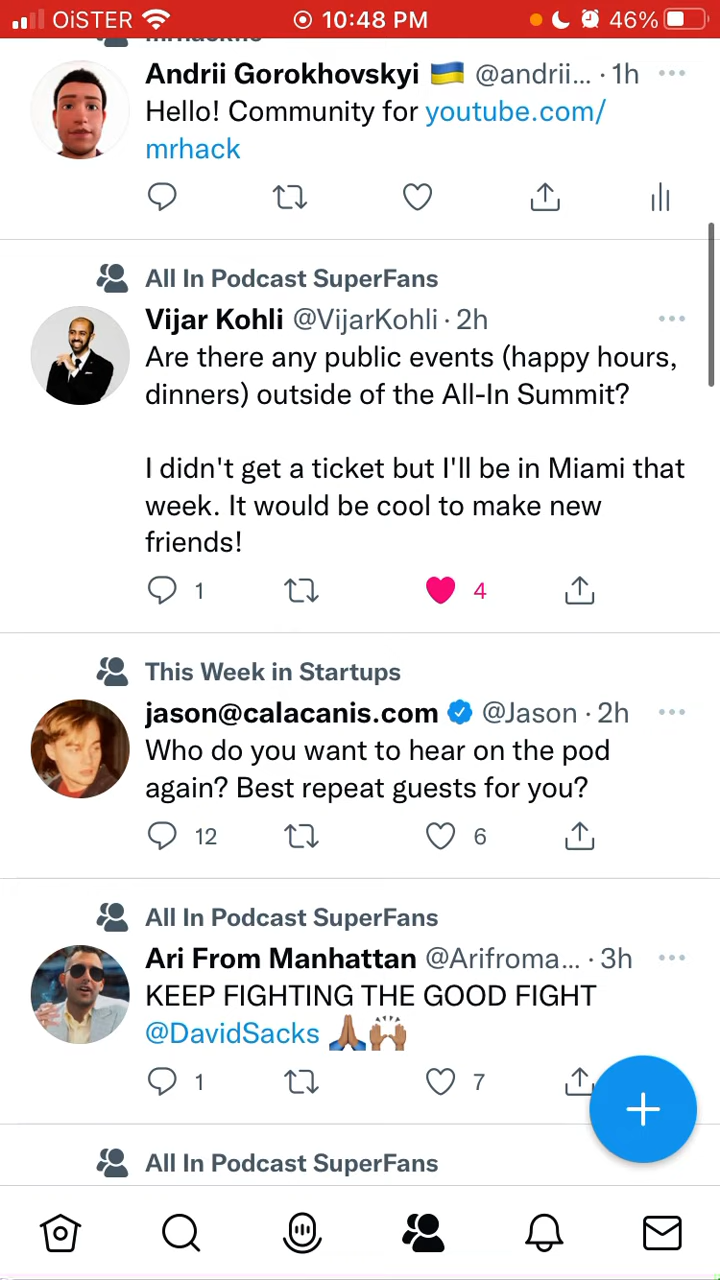 OiSTER 10:48 PM 46%
Andrii Gorokhovskyi 🇺🇦 @andrii... · 1h
Hello! Community for youtube.com/
mrhack
All In Podcast SuperFans
Vijar Kohli @VijarKohli · 2h
Are there any public events (happy hours,
dinners) outside of the All-In Summit?
I didn't get a ticket but I'll be in Miami that
week. It would be cool to make new
friends!
1 4
This Week in Startups
jason@calacanis.com @Jason · 2h
Who do you want to hear on the pod
again? Best repeat guests for you?
12 6
All In Podcast SuperFans
Ari From Manhattan @Arifroma... · 3h
KEEP FIGHTING THE GOOD FIGHT
@DavidSacks 🙏🏽🙌🏽
1 7
All In Podcast SuperFans